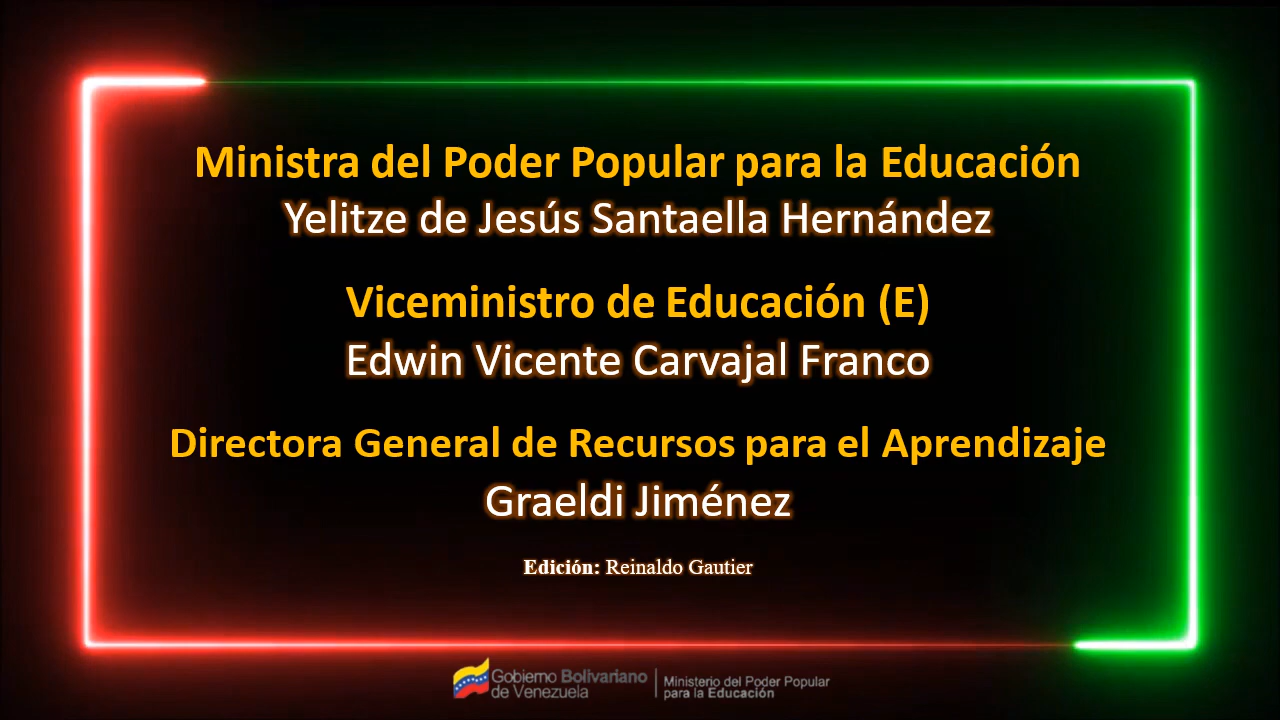 Ministra del Poder Popular para la Educación
Yelitze de Jesús Santaella Hernández
Viceministro de Educación (E)
Edwin Vicente Carvajal Franco
Directora General de Recursos para el Aprendizaje
Graeldi Jiménez
Edición: Reinaldo Gautier
Gobierno Bolivariano
de Venezuela
Ministerio del Poder Popular
para la Educación